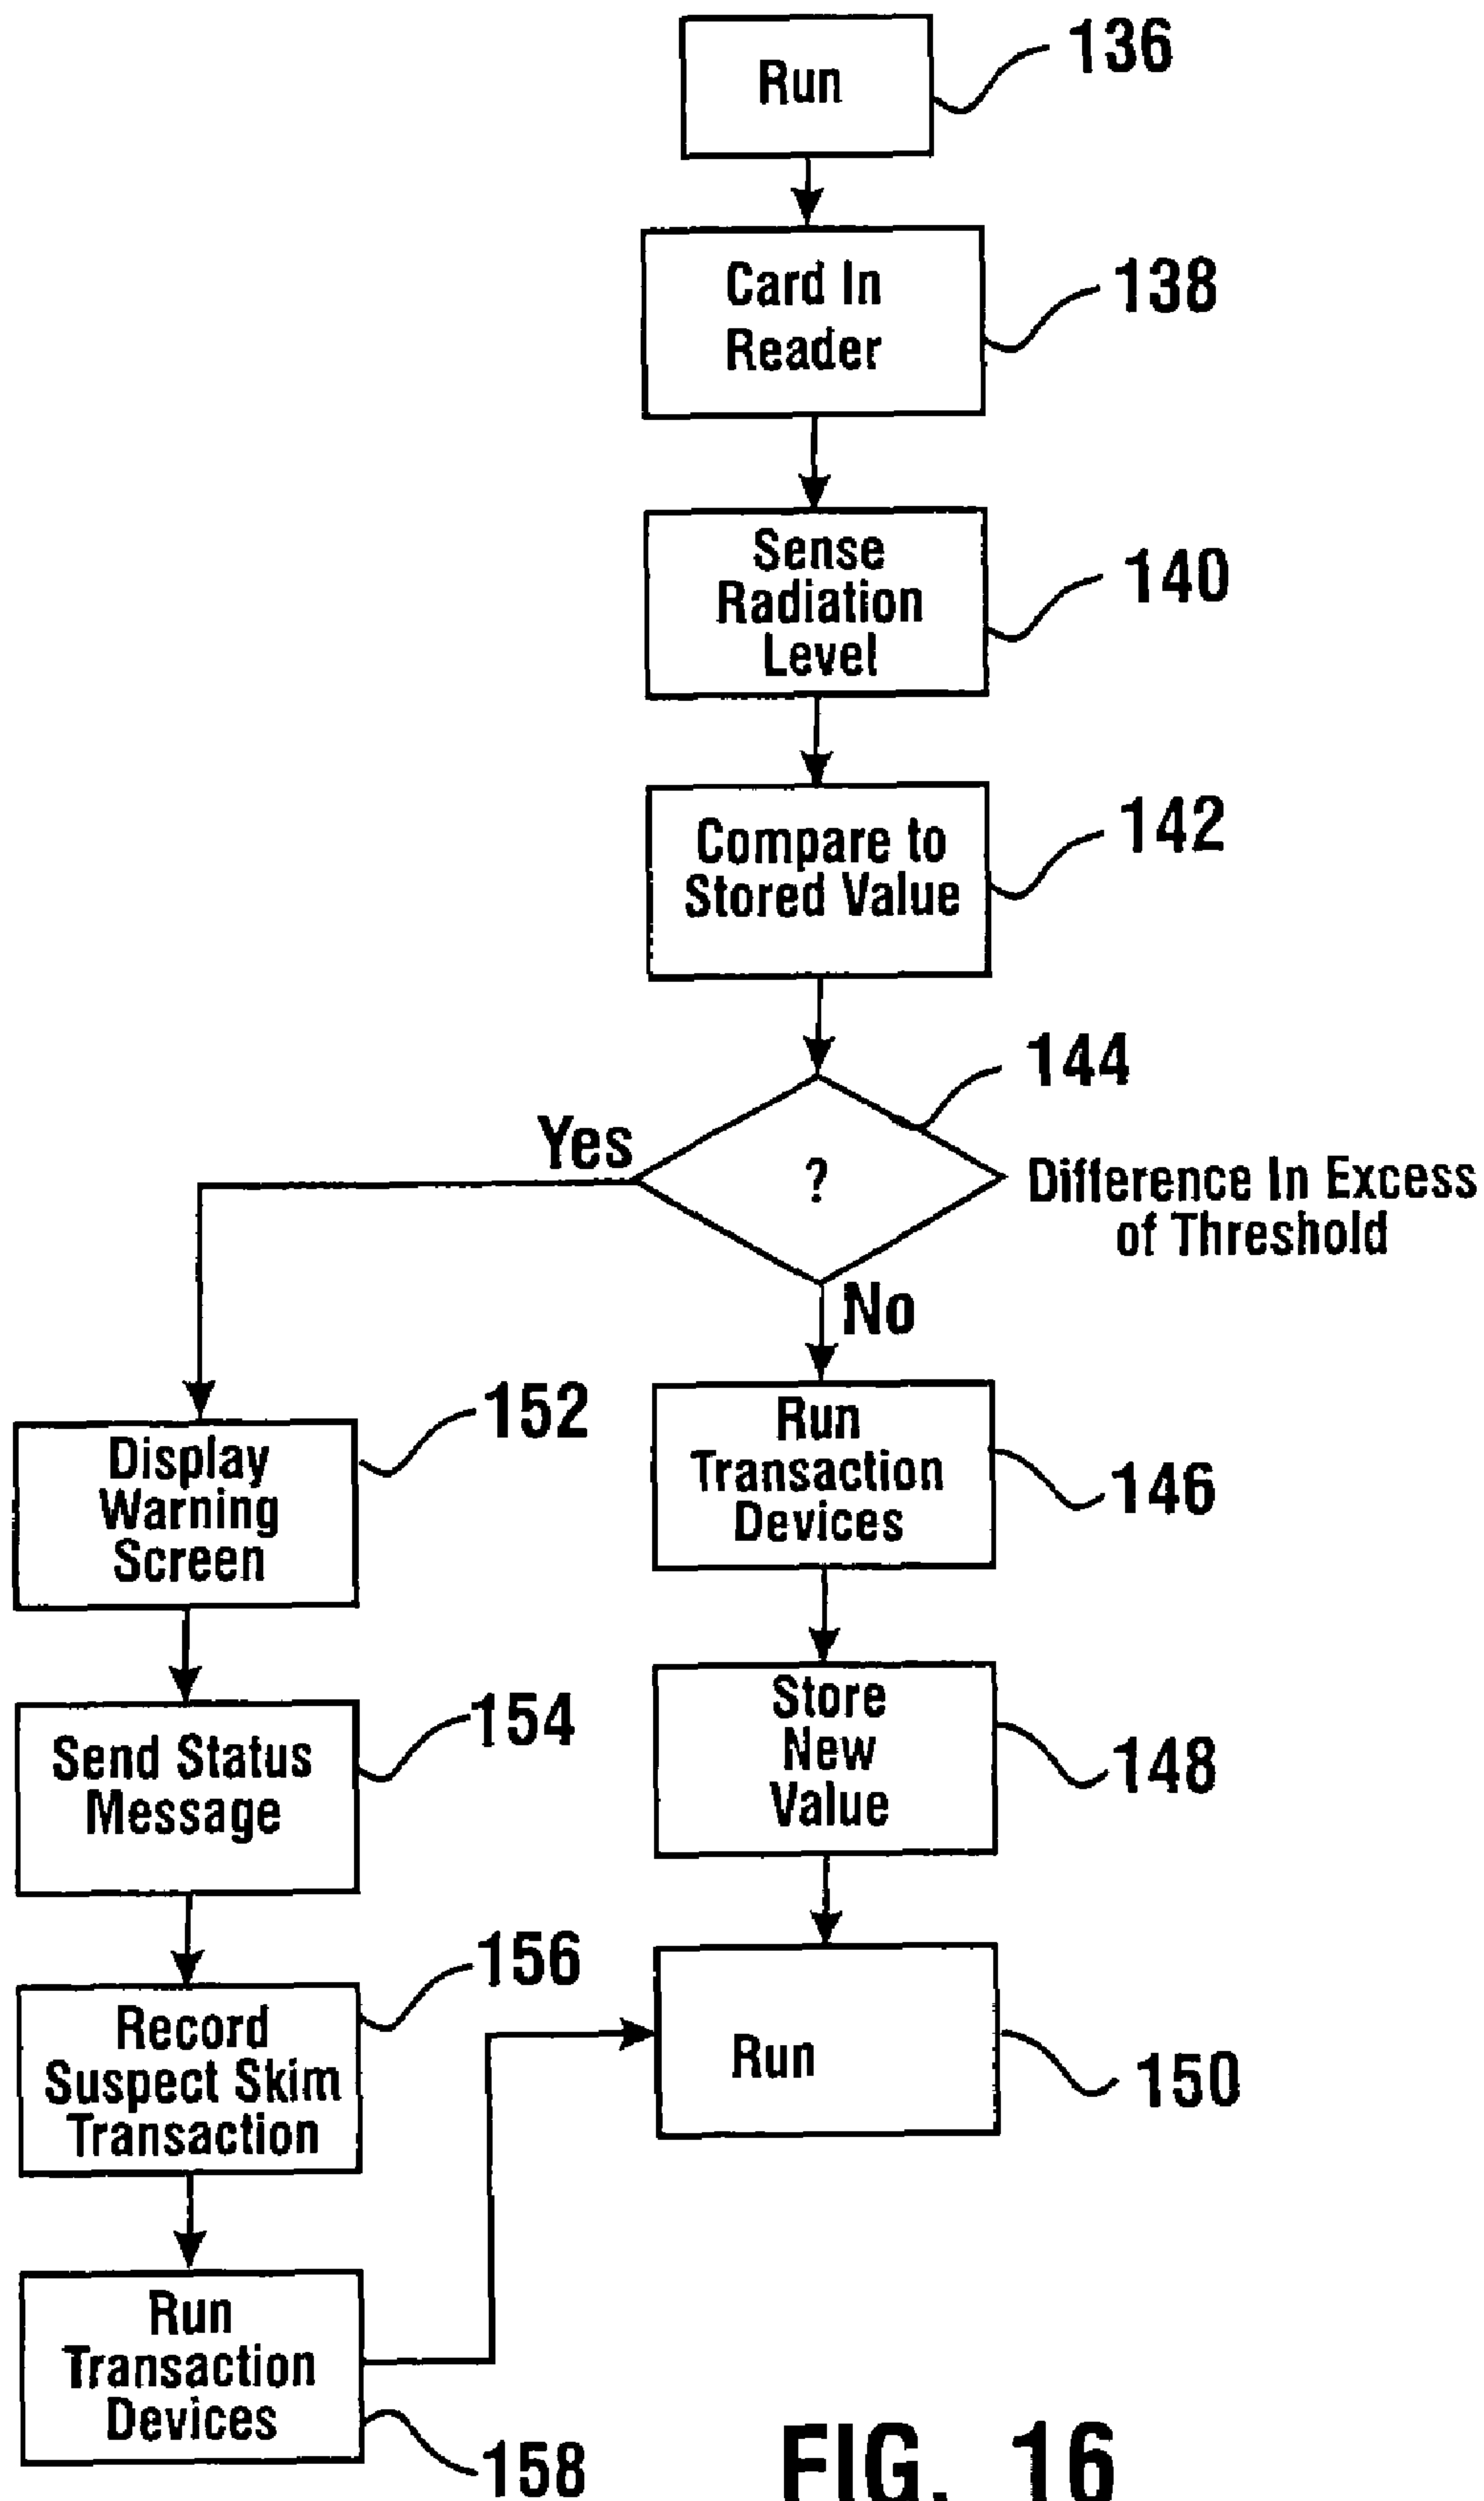 Run
136
Card In
Reader
138
Sense
Radiation
Level
140
Compare to
Stored Value
142
144
Yes
?
Difference In Excess
of Threshold
No
Display
Warning
Screen
152
Run
Transaction
Devices
146
Send Status
Message
154
Store
New
Value
148
Record
Suspect Skim
Transaction
156
Run
150
Run
Transaction
Devices
158
FIG. 16